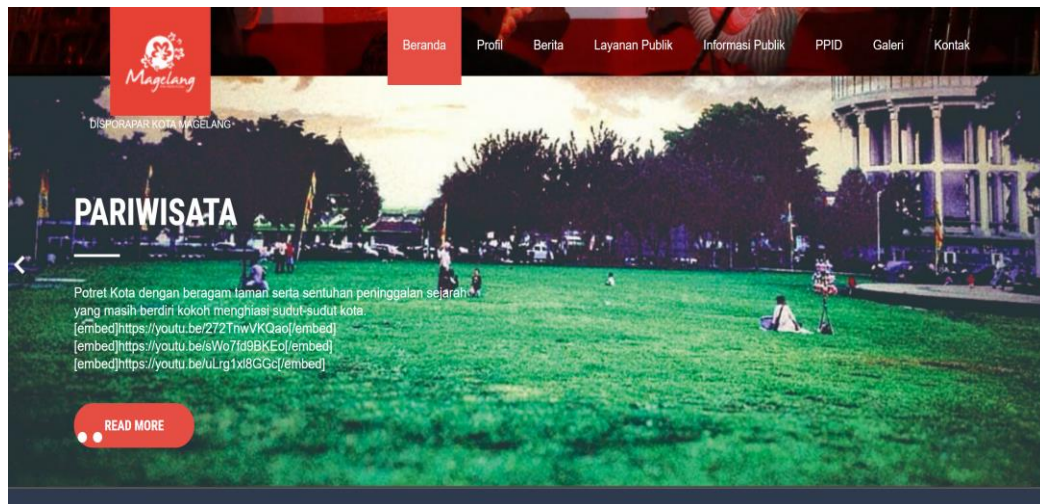 Magelang
Beranda Profil Berita Layanan Publik Informasi Publik PPID Galeri Kontak
DISPORAPAR KOTA MAGELANG
PARIWISATA
Potret Kota dengan beragam taman serta sentuhan peninggalan sejarah
yang masih berdiri kokoh menghiasi sudut-sudut kota.
[embed]https://youtu.be/272TnwVKQao[/embed]
[embed]https://youtu.be/sWo7fd9BKEo[/embed]
[embed]https://youtu.be/uLrg1xl8GGc[/embed]
READ MORE